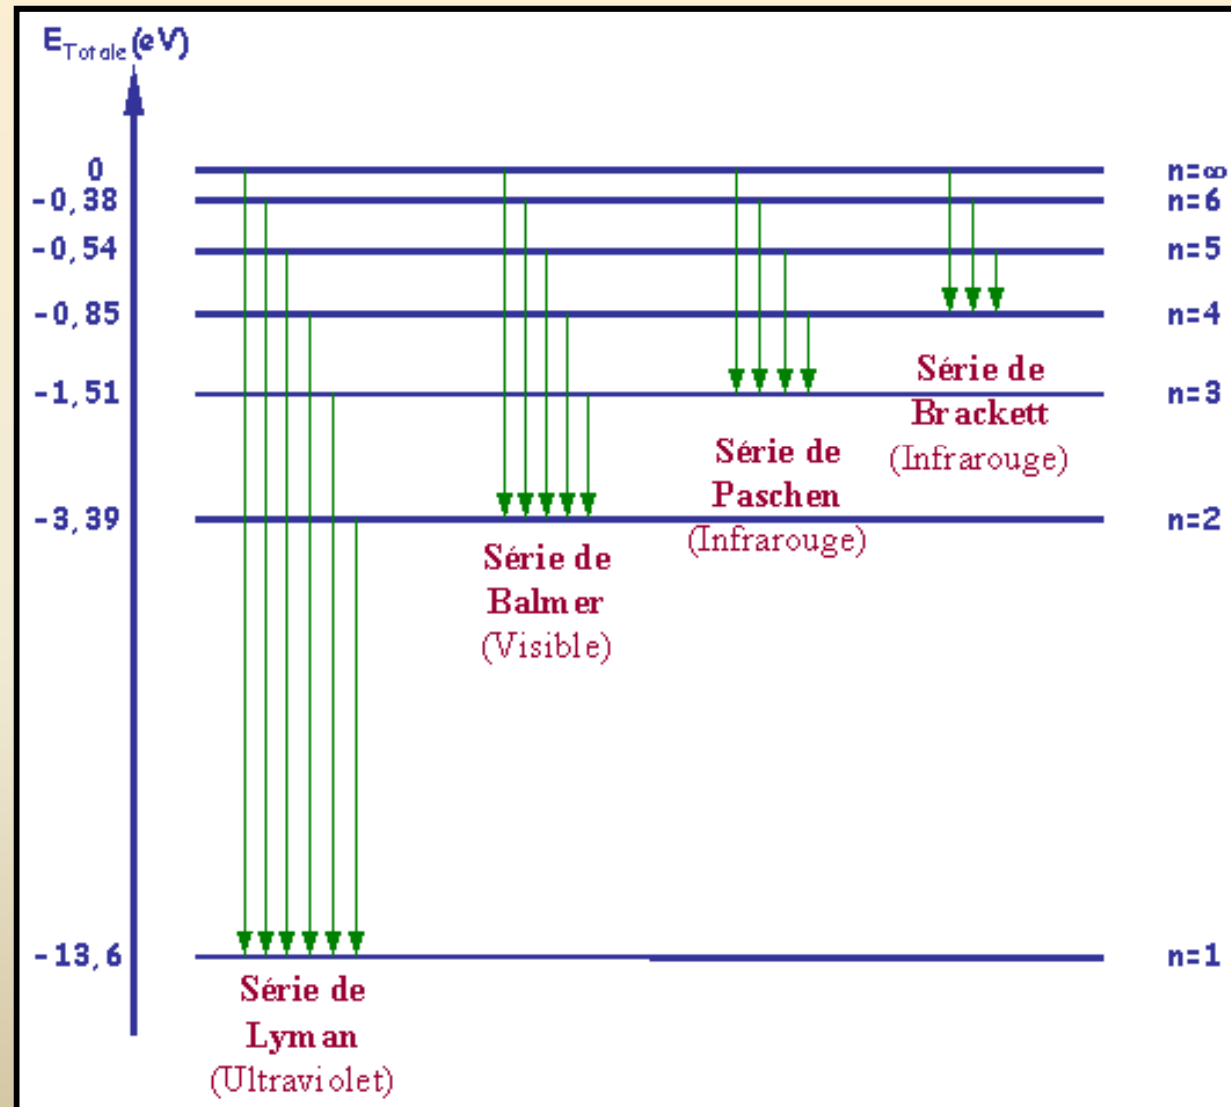 E Totale (eV)
0 n=∞
-0,38 n=6
-0,54 n=5
-0,85 n=4
-1,51 n=3
-3,39 n=2
-13,6 n=1
Série de
Lyman
(Ultraviolet)
Série de
Balmer
(Visible)
Série de
Paschen
(Infrarouge)
Série de
Brackett
(Infrarouge)